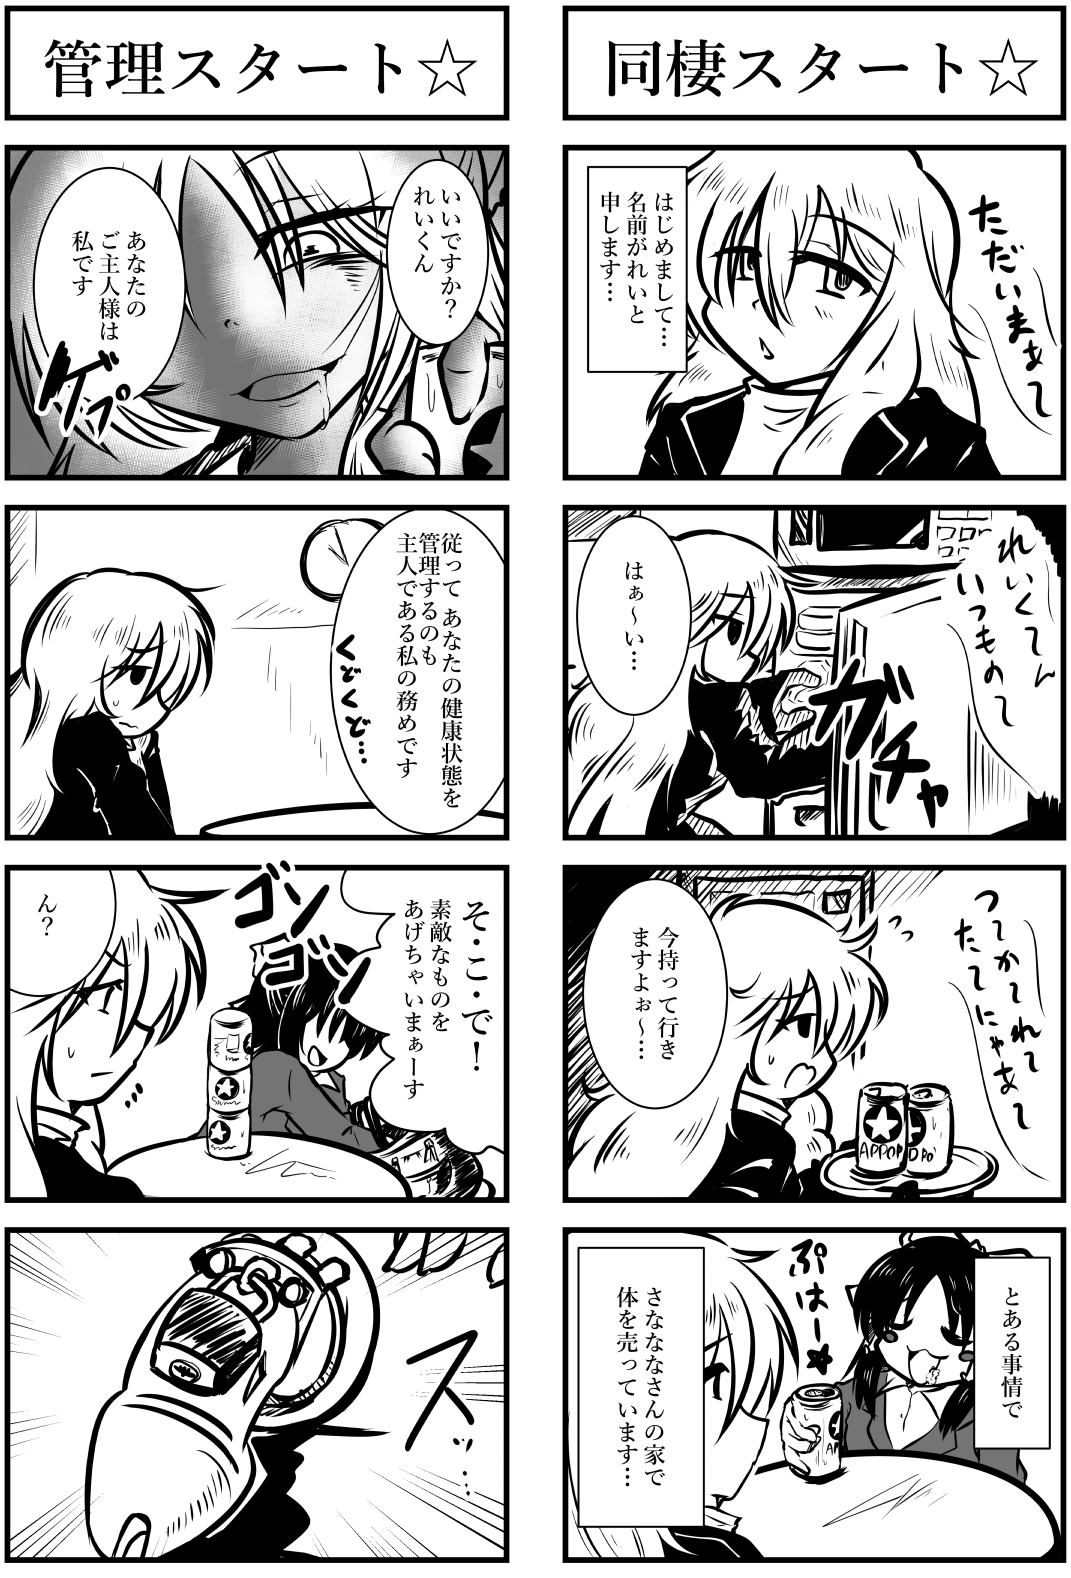 同棲スタート☆
ただいまぁて
はじめまして…
名前がれいと
申します…
れいくてん
いつものて
はぁ～い…
ガチャ
つてかてれて
たてにゃあて
今持って行き
ますよぉ～…
APPOP
とある事情で
ぷはー☆
さなななさんの家で
体を売っています…
管理スタート☆
いいですか？
れいくん
あなたの
ご主人様は
私です
ゲプ
従って あなたの健康状態を
管理するのも
主人である私の務めです
くどくど…
そ・こ・で！
素敵なものを
あげちゃいまぁーす
ゴソ
ゴソ
ん？
スッ…